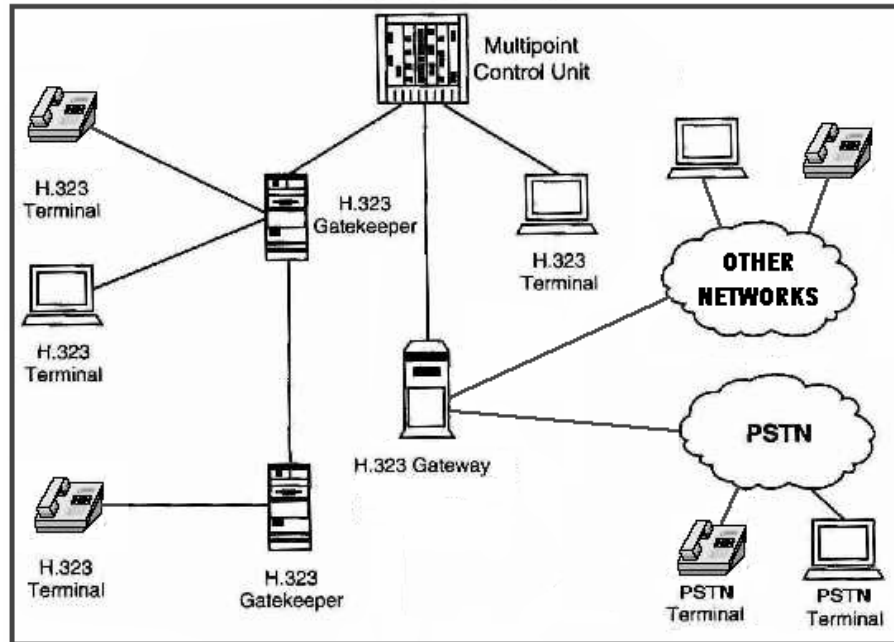 Multipoint
Control Unit
H.323
Terminal
H.323
Gatekeeper
H.323
Terminal
OTHER
NETWORKS
H.323
Terminal
H.323 Gateway
PSTN
H.323
Terminal
H.323
Gatekeeper
PSTN
Terminal
PSTN
Terminal